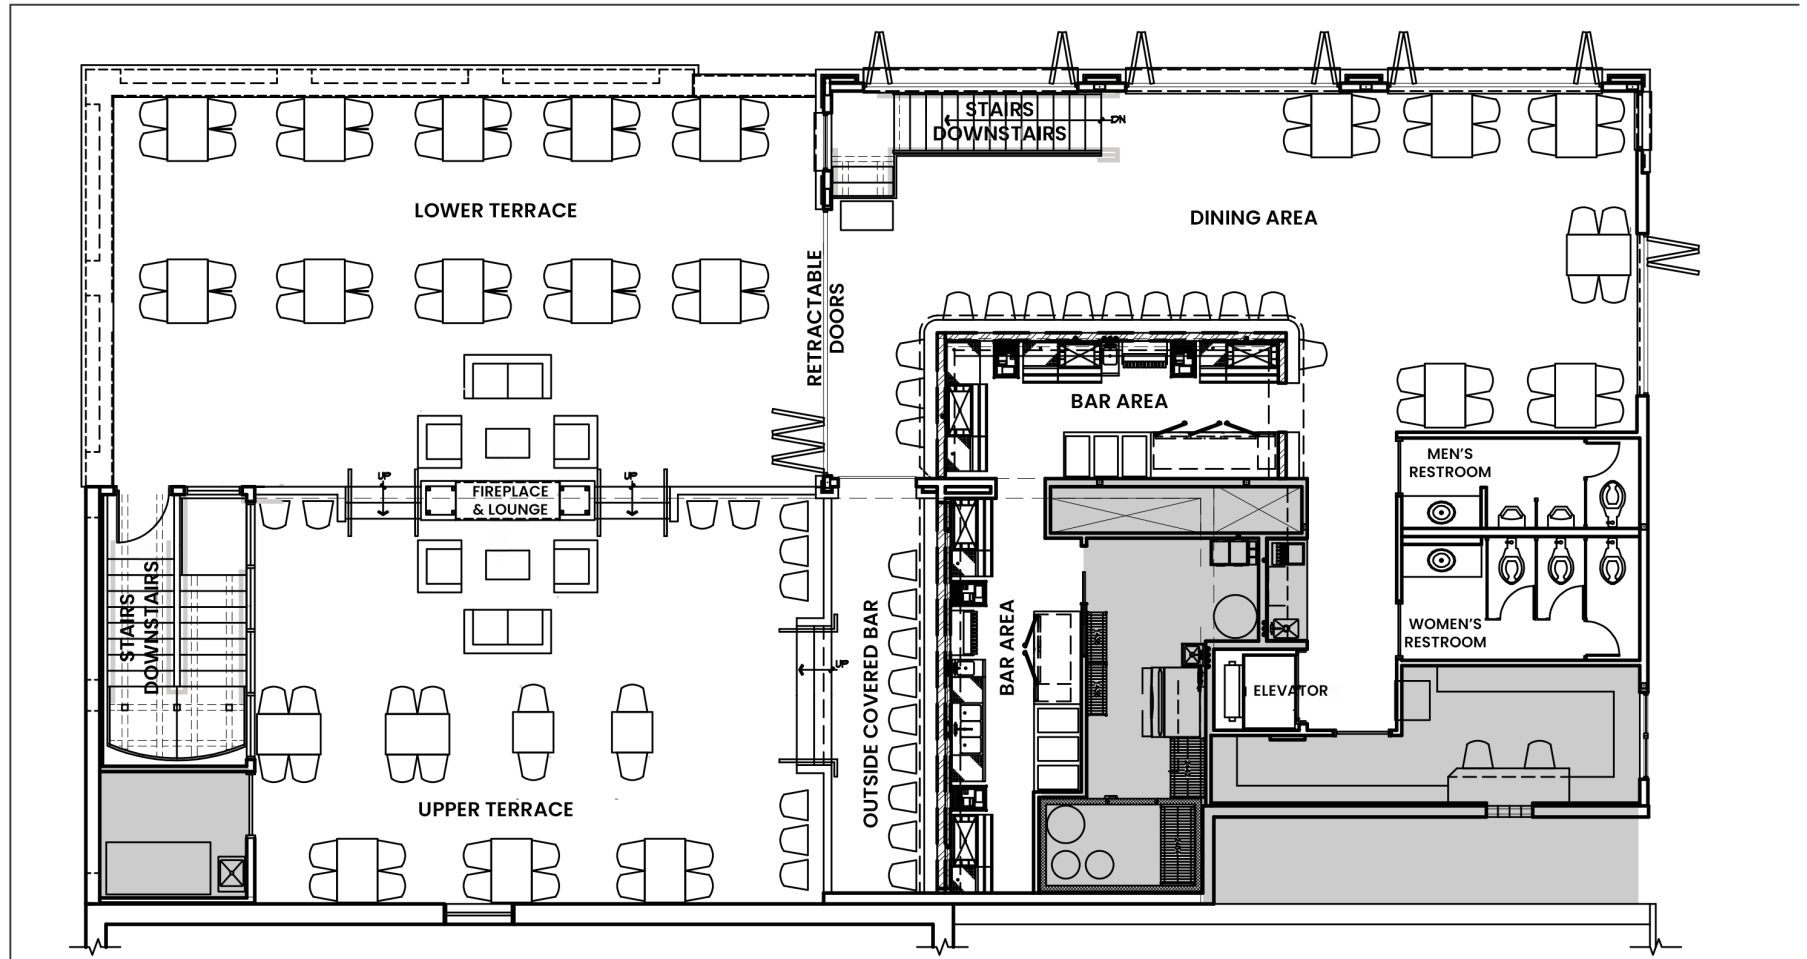 STAIRS
DOWNSTAIRS
DN
LOWER TERRACE
DINING AREA
RETRACTABLE
DOORS
BAR AREA
MEN'S
RESTROOM
UP
UP
FIREPLACE
& LOUNGE
STAIRS
DOWNSTAIRS
OUTSIDE COVERED BAR
BAR AREA
WOMEN'S
RESTROOM
UP
ELEVATOR
UPPER TERRACE